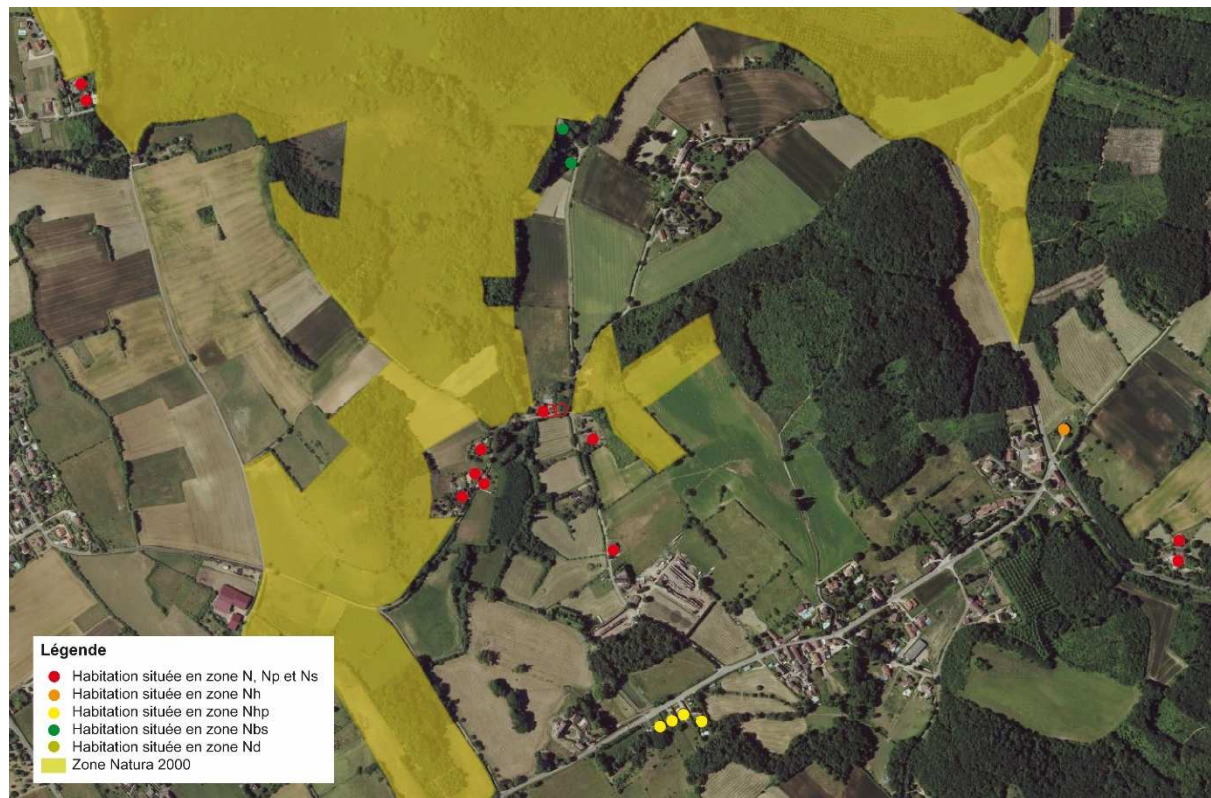 Légende
Habitation située en zone N, Np et Ns
Habitation située en zone Nh
Habitation située en zone Nhp
Habitation située en zone Nbs
Habitation située en zone Nd
Zone Natura 2000